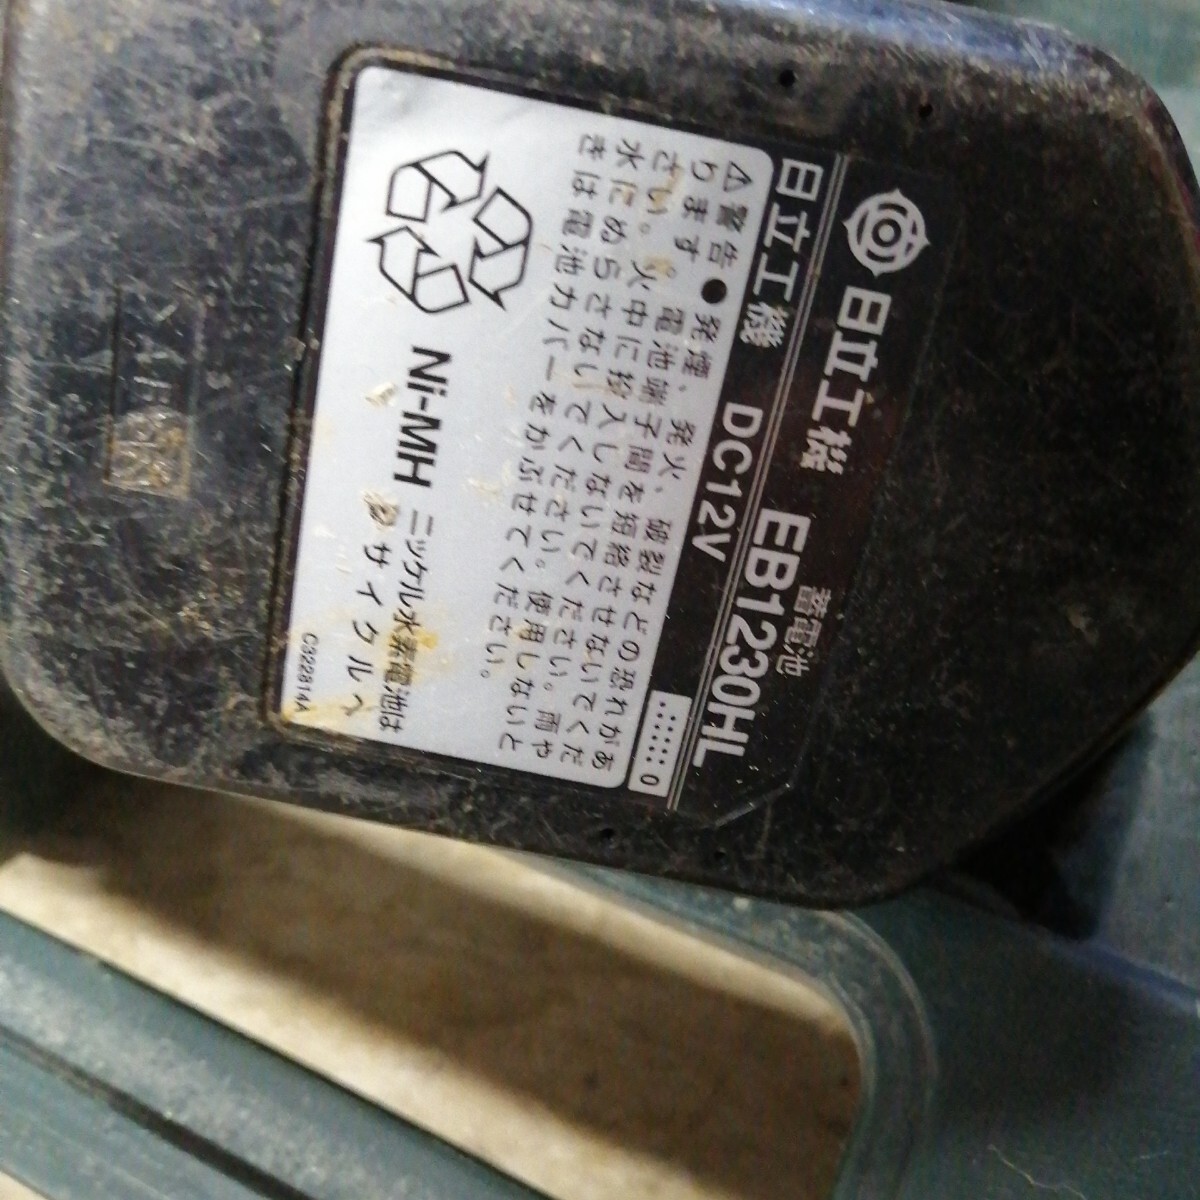 日立工機
蓄電池
EB1230HL
日立工機 DC12V
0
⚠警告●発煙、発火、破裂などの恐れがあ
ります。電池端子間を短絡させないでくだ
さい。火中に投入しないでください。雨や
水にぬらさないでください。使用しないと
きは電池カバーをかぶせてください。
Ni-MH ニッケル水素電池は
リサイクルへ
C322814A